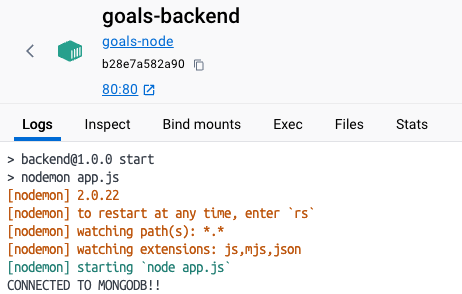 goals-backend
goals-node
b28e7a582a90
80:80
Logs Inspect Bind mounts Exec Files Stats
> backend@1.0.0 start
> nodemon app.js
[nodemon] 2.0.22
[nodemon] to restart at any time, enter `rs`
[nodemon] watching path(s): *.*
[nodemon] watching extensions: js,mjs,json
[nodemon] starting `node app.js`
CONNECTED TO MONGODB!!